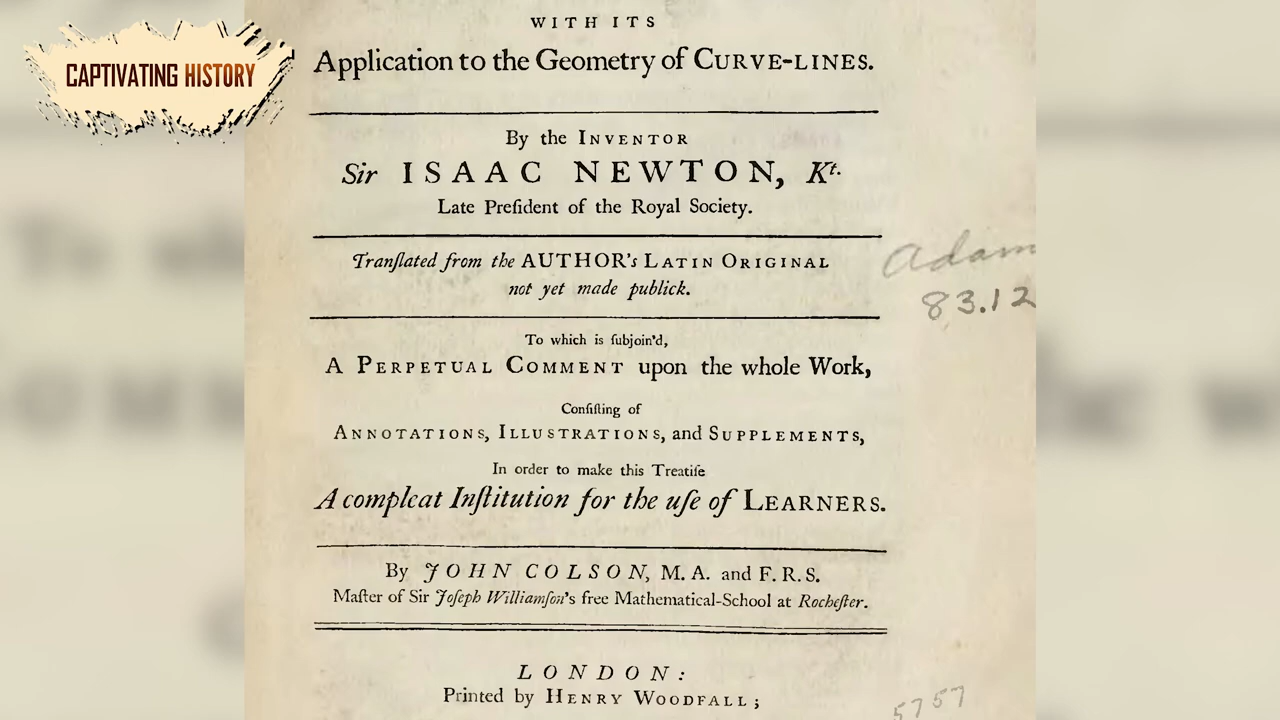 CAPTIVATING HISTORY
WITH ITS
Application to the Geometry of CURVE-LINES.
By the INVENTOR
Sir ISAAC NEWTON, Kt.
Late Preſident of the Royal Society.
Tranſlated from the AUTHOR's LATIN ORIGINAL
not yet made publick.
To which is ſubjoin'd,
A PERPETUAL COMMENT upon the whole Work,
Conſiſting of
ANNOTATIONS, ILLUSTRATIONS, and SUPPLEMENTS,
In order to make this Treatiſe
A compleat Inſtitution for the uſe of LEARNERS.
By JOHN COLSON, M. A. and F. R. S.
Maſter of Sir Joſeph Williamſon's free Mathematical-School at Rocheſter.
LONDON:
Printed by HENRY WOODFALL;
Adam
83.12
5757